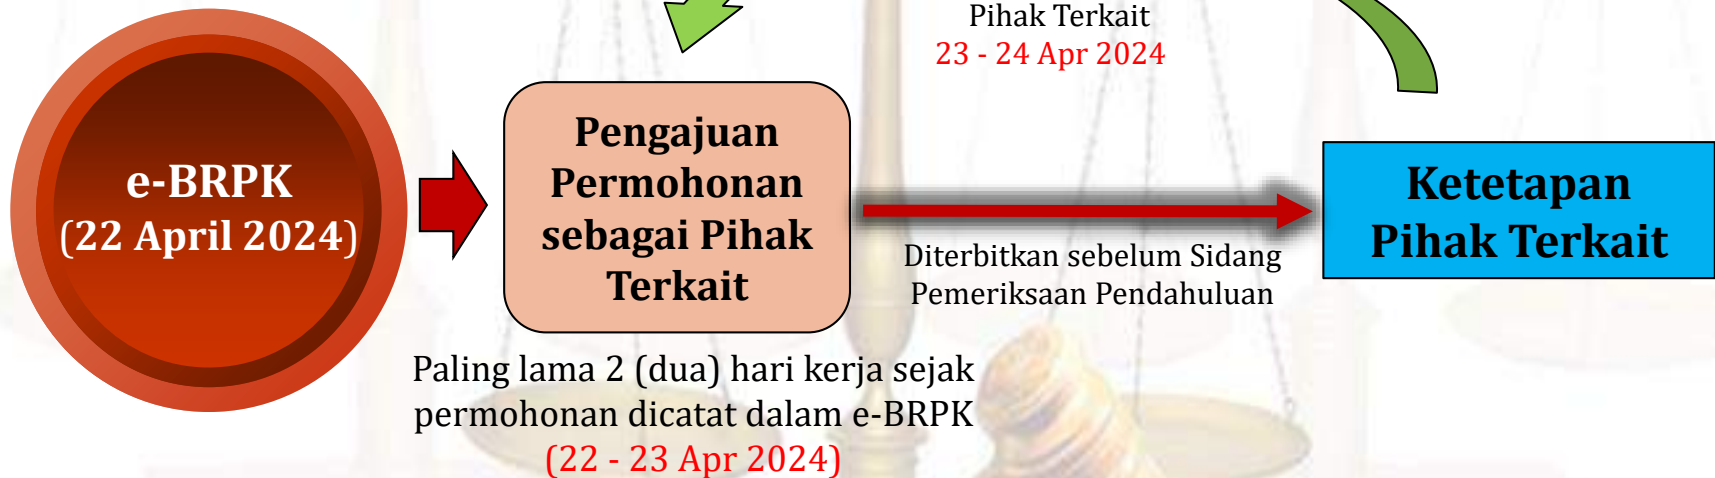 Pihak Terkait
23 - 24 Apr 2024
e-BRPK
(22 April 2024)
Pengajuan
Permohonan
sebagai Pihak
Terkait
Diterbitkan sebelum Sidang
Pemeriksaan Pendahuluan
Ketetapan
Pihak Terkait
Paling lama 2 (dua) hari kerja sejak
permohonan dicatat dalam e-BRPK
(22 - 23 Apr 2024)